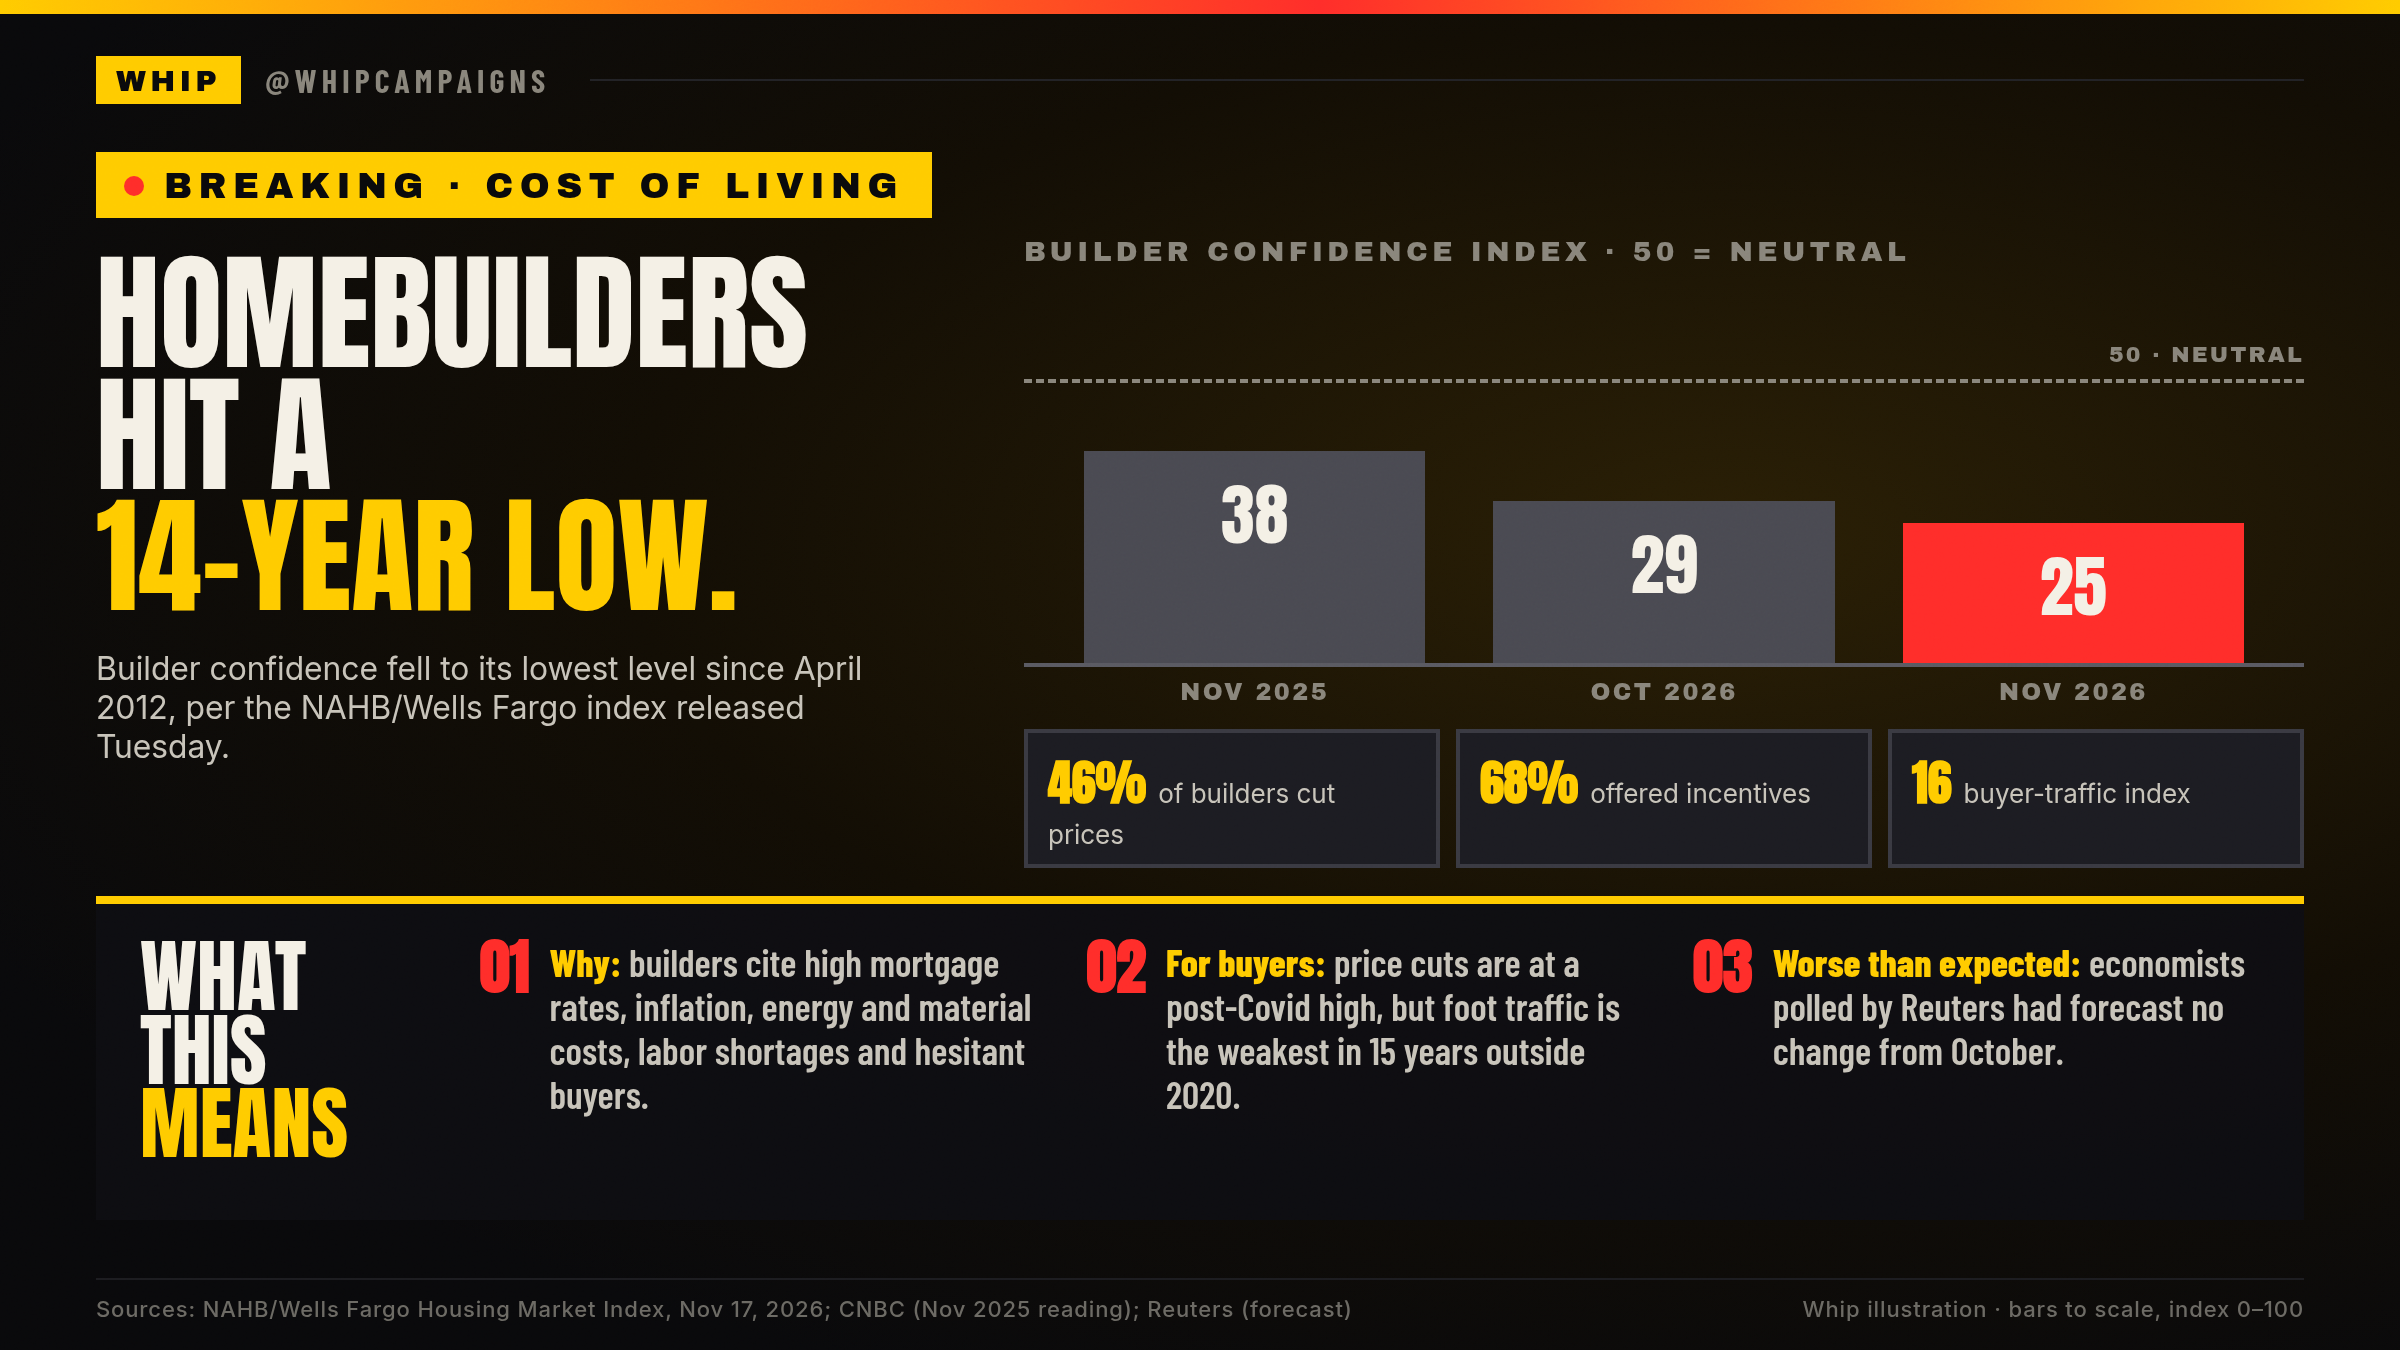 WHIP
@WHIPCAMPAIGNS
BREAKING · COST OF LIVING
HOMEBUILDERS
HIT A
14-YEAR LOW.
Builder confidence fell to its lowest level since April
2012, per the NAHB/Wells Fargo index released
Tuesday.
BUILDER CONFIDENCE INDEX · 50 = NEUTRAL
50 · NEUTRAL
38
29
25
NOV 2025
OCT 2026
NOV 2026
46% of builders cut
prices
68% offered incentives
16 buyer-traffic index
WHAT
THIS
MEANS
01
Why: builders cite high mortgage
rates, inflation, energy and material
costs, labor shortages and hesitant
buyers.
02
For buyers: price cuts are at a
post-Covid high, but foot traffic is
the weakest in 15 years outside
2020.
03
Worse than expected: economists
polled by Reuters had forecast no
change from October.
Sources: NAHB/Wells Fargo Housing Market Index, Nov 17, 2026; CNBC (Nov 2025 reading); Reuters (forecast)
Whip illustration · bars to scale, index 0–100